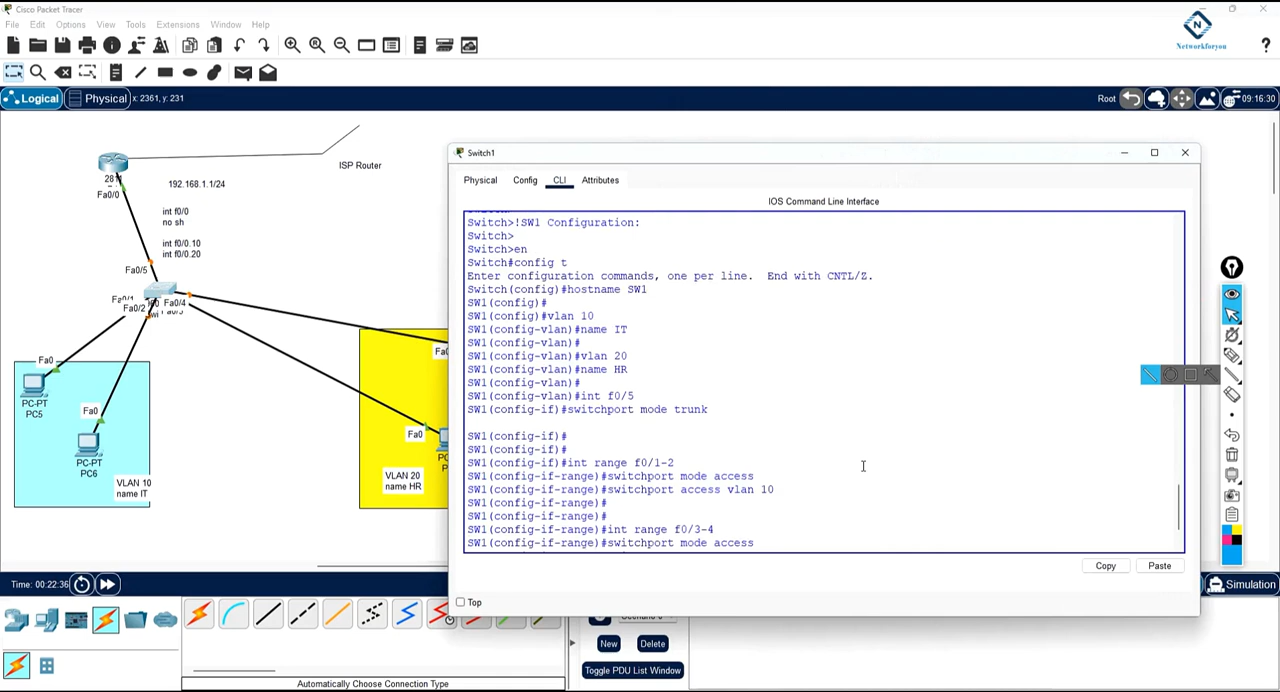 Cisco Packet Tracer
File Edit Options View Tools Extensions Window Help
Networkforyou
?
Logical Physical x: 2361, y: 231
Root 09:16:30
ISP Router
Fa0/0
192.168.1.1/24
int f0/0
no sh
int f0/0.10
int f0/0.20
Fa0/5
Fa0/2 Fa0/4
Fa0
PC-PT
PC5
Fa0
PC-PT
PC6
VLAN 10
name IT
Fa0
VLAN 20
name HR
Switch1
Physical Config CLI Attributes
IOS Command Line Interface
Switch>!SW1 Configuration:
Switch>
Switch>en
Switch#config t
Enter configuration commands, one per line.  End with CNTL/Z.
Switch(config)#hostname SW1
SW1(config)#
SW1(config)#vlan 10
SW1(config-vlan)#name IT
SW1(config-vlan)#
SW1(config-vlan)#vlan 20
SW1(config-vlan)#name HR
SW1(config-vlan)#
SW1(config-vlan)#int f0/5
SW1(config-if)#switchport mode trunk
SW1(config-if)#
SW1(config-if)#
SW1(config-if)#int range f0/1-2
SW1(config-if-range)#switchport mode access
SW1(config-if-range)#switchport access vlan 10
SW1(config-if-range)#
SW1(config-if-range)#
SW1(config-if-range)#int range f0/3-4
SW1(config-if-range)#switchport mode access
Copy Paste
Top
Time: 00:22:36
Simulation
New Delete
Toggle PDU List Window
Automatically Choose Connection Type